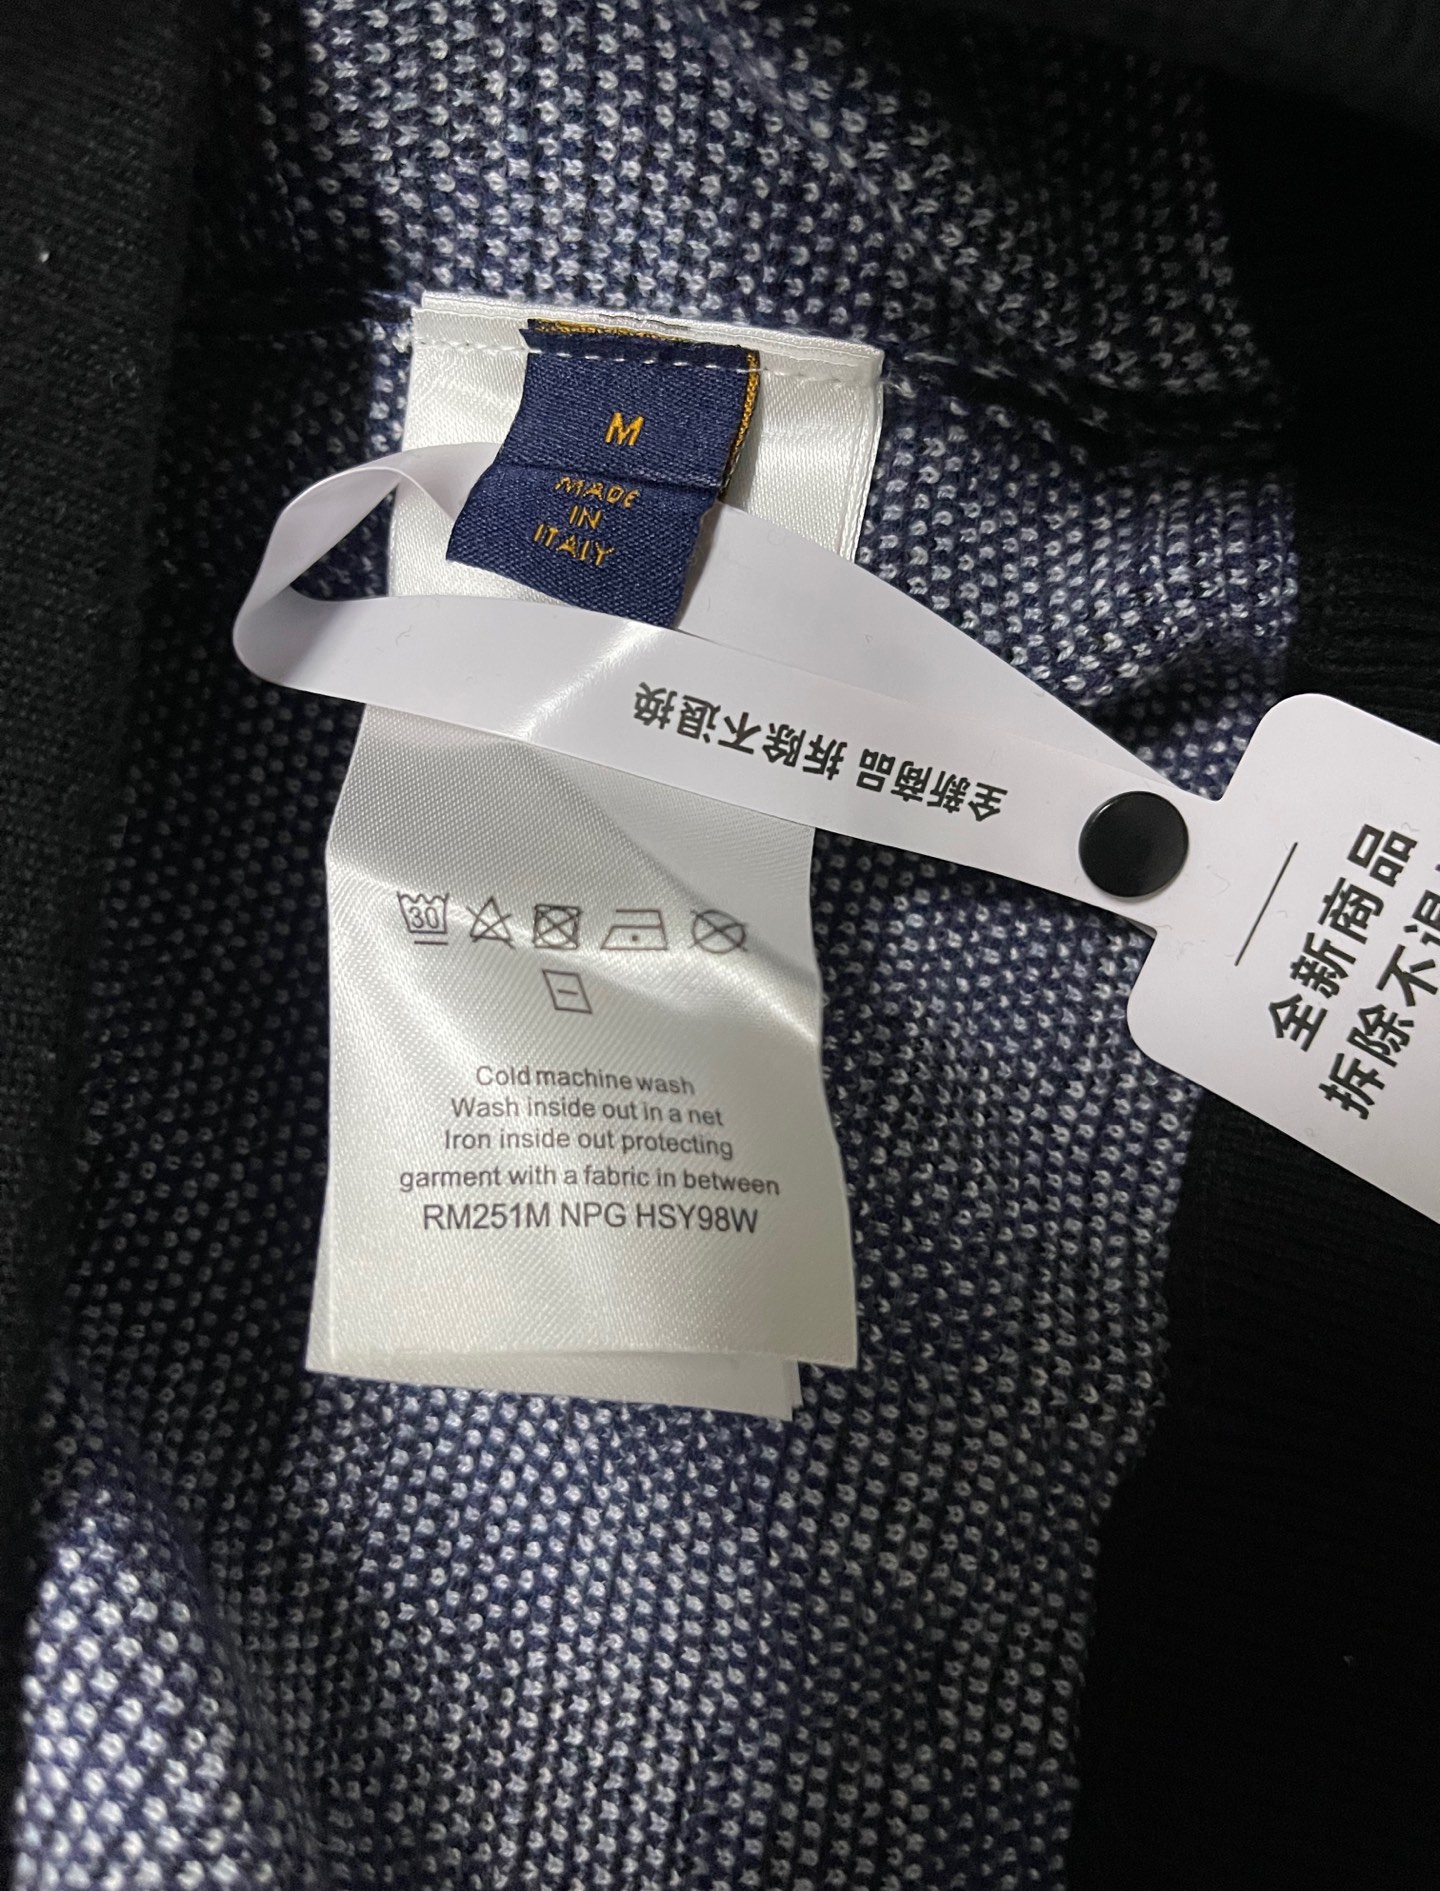 M
MADE
IN
ITALY
全新商品 拆除不退换
全新商品
拆除不退
30
Cold machine wash
Wash inside out in a net
Iron inside out protecting
garment with a fabric in between
RM251M NPG HSY98W